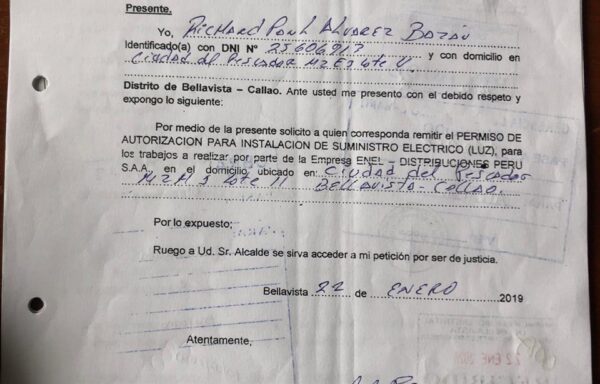 Presente.
Yo, RICHARD PAUL ALVAREZ BAZÁN
Identificado(a) con DNI N° 25606917 y con domicilio en
Ciudad del Pescador Mz E3 Lote
Distrito de Bellavista – Callao. Ante usted me presento con el debido respeto y
expongo lo siguiente:
Por medio de la presente solicito a quien corresponda remitir el PERMISO DE
AUTORIZACION PARA INSTALACION DE SUMINISTRO ELECTRICO (LUZ), para
los trabajos a realizar por parte de la Empresa ENEL – DISTRIBUCIONES PERU
S.A.A. en el domicilio ubicado en: Ciudad del Pescador
Lote 11 Bellavista - Callao.
Por lo expuesto;
Ruego a Ud. Sr. Alcalde se sirva acceder a mi petición por ser de justicia.
Bellavista 22 de ENERO 2019
Atentamente,
22 ENE